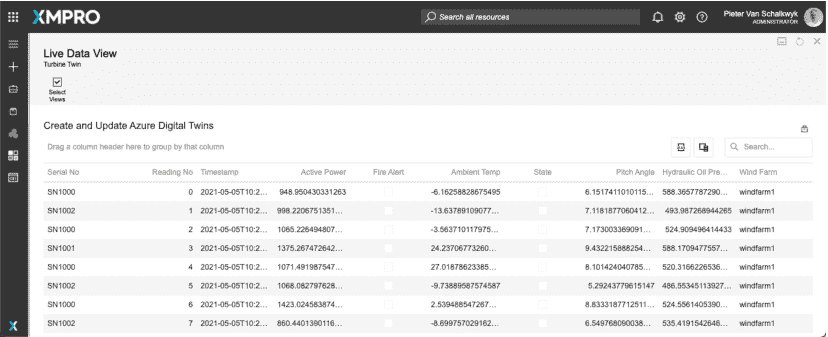 XMPRO
Search all resources
Pieter Van Schalkwyk
ADMINISTRATOR
Live Data View
Turbine Twin
Select
Views
Create and Update Azure Digital Twins
Drag a column header here to group by that column
Search...
Serial No Reading No Timestamp Active Power Fire Alert Ambient Temp State Pitch Angle Hydraulic Oil Pre... Wind Farm
SN1000 0 2021-05-05T10:2... 948.950430331263 -6.16258828675495 6.1517411010115... 588.3657787290... windfarm1
SN1002 1 2021-05-05T10:2... 998.2206751351... -13.63789109077... 7.1181877060412... 493.987268944265 windfarm1
SN1000 2 2021-05-05T10:2... 1065.226494807... -3.563710117975... 7.173003369091... 524.909496414433 windfarm1
SN1001 3 2021-05-05T10:2... 1375.267472642... 24.23706773260... 9.432215888254... 588.1709477557... windfarm1
SN1000 4 2021-05-05T10:2... 1071.491987547... 27.01878623385... 8.101424040785... 520.3166226536... windfarm1
SN1002 5 2021-05-05T10:2... 1068.082797628... -9.73889587574587 5.29243779615147 486.55345113927... windfarm1
SN1000 6 2021-05-05T10:2... 1423.024583874... 2.539488547267... 8.8333187712511... 524.5561405390... windfarm1
SN1002 7 2021-05-05T10:2... 860.4401390116... -8.699757029162... 6.549768090038... 535.4191542646... windfarm1